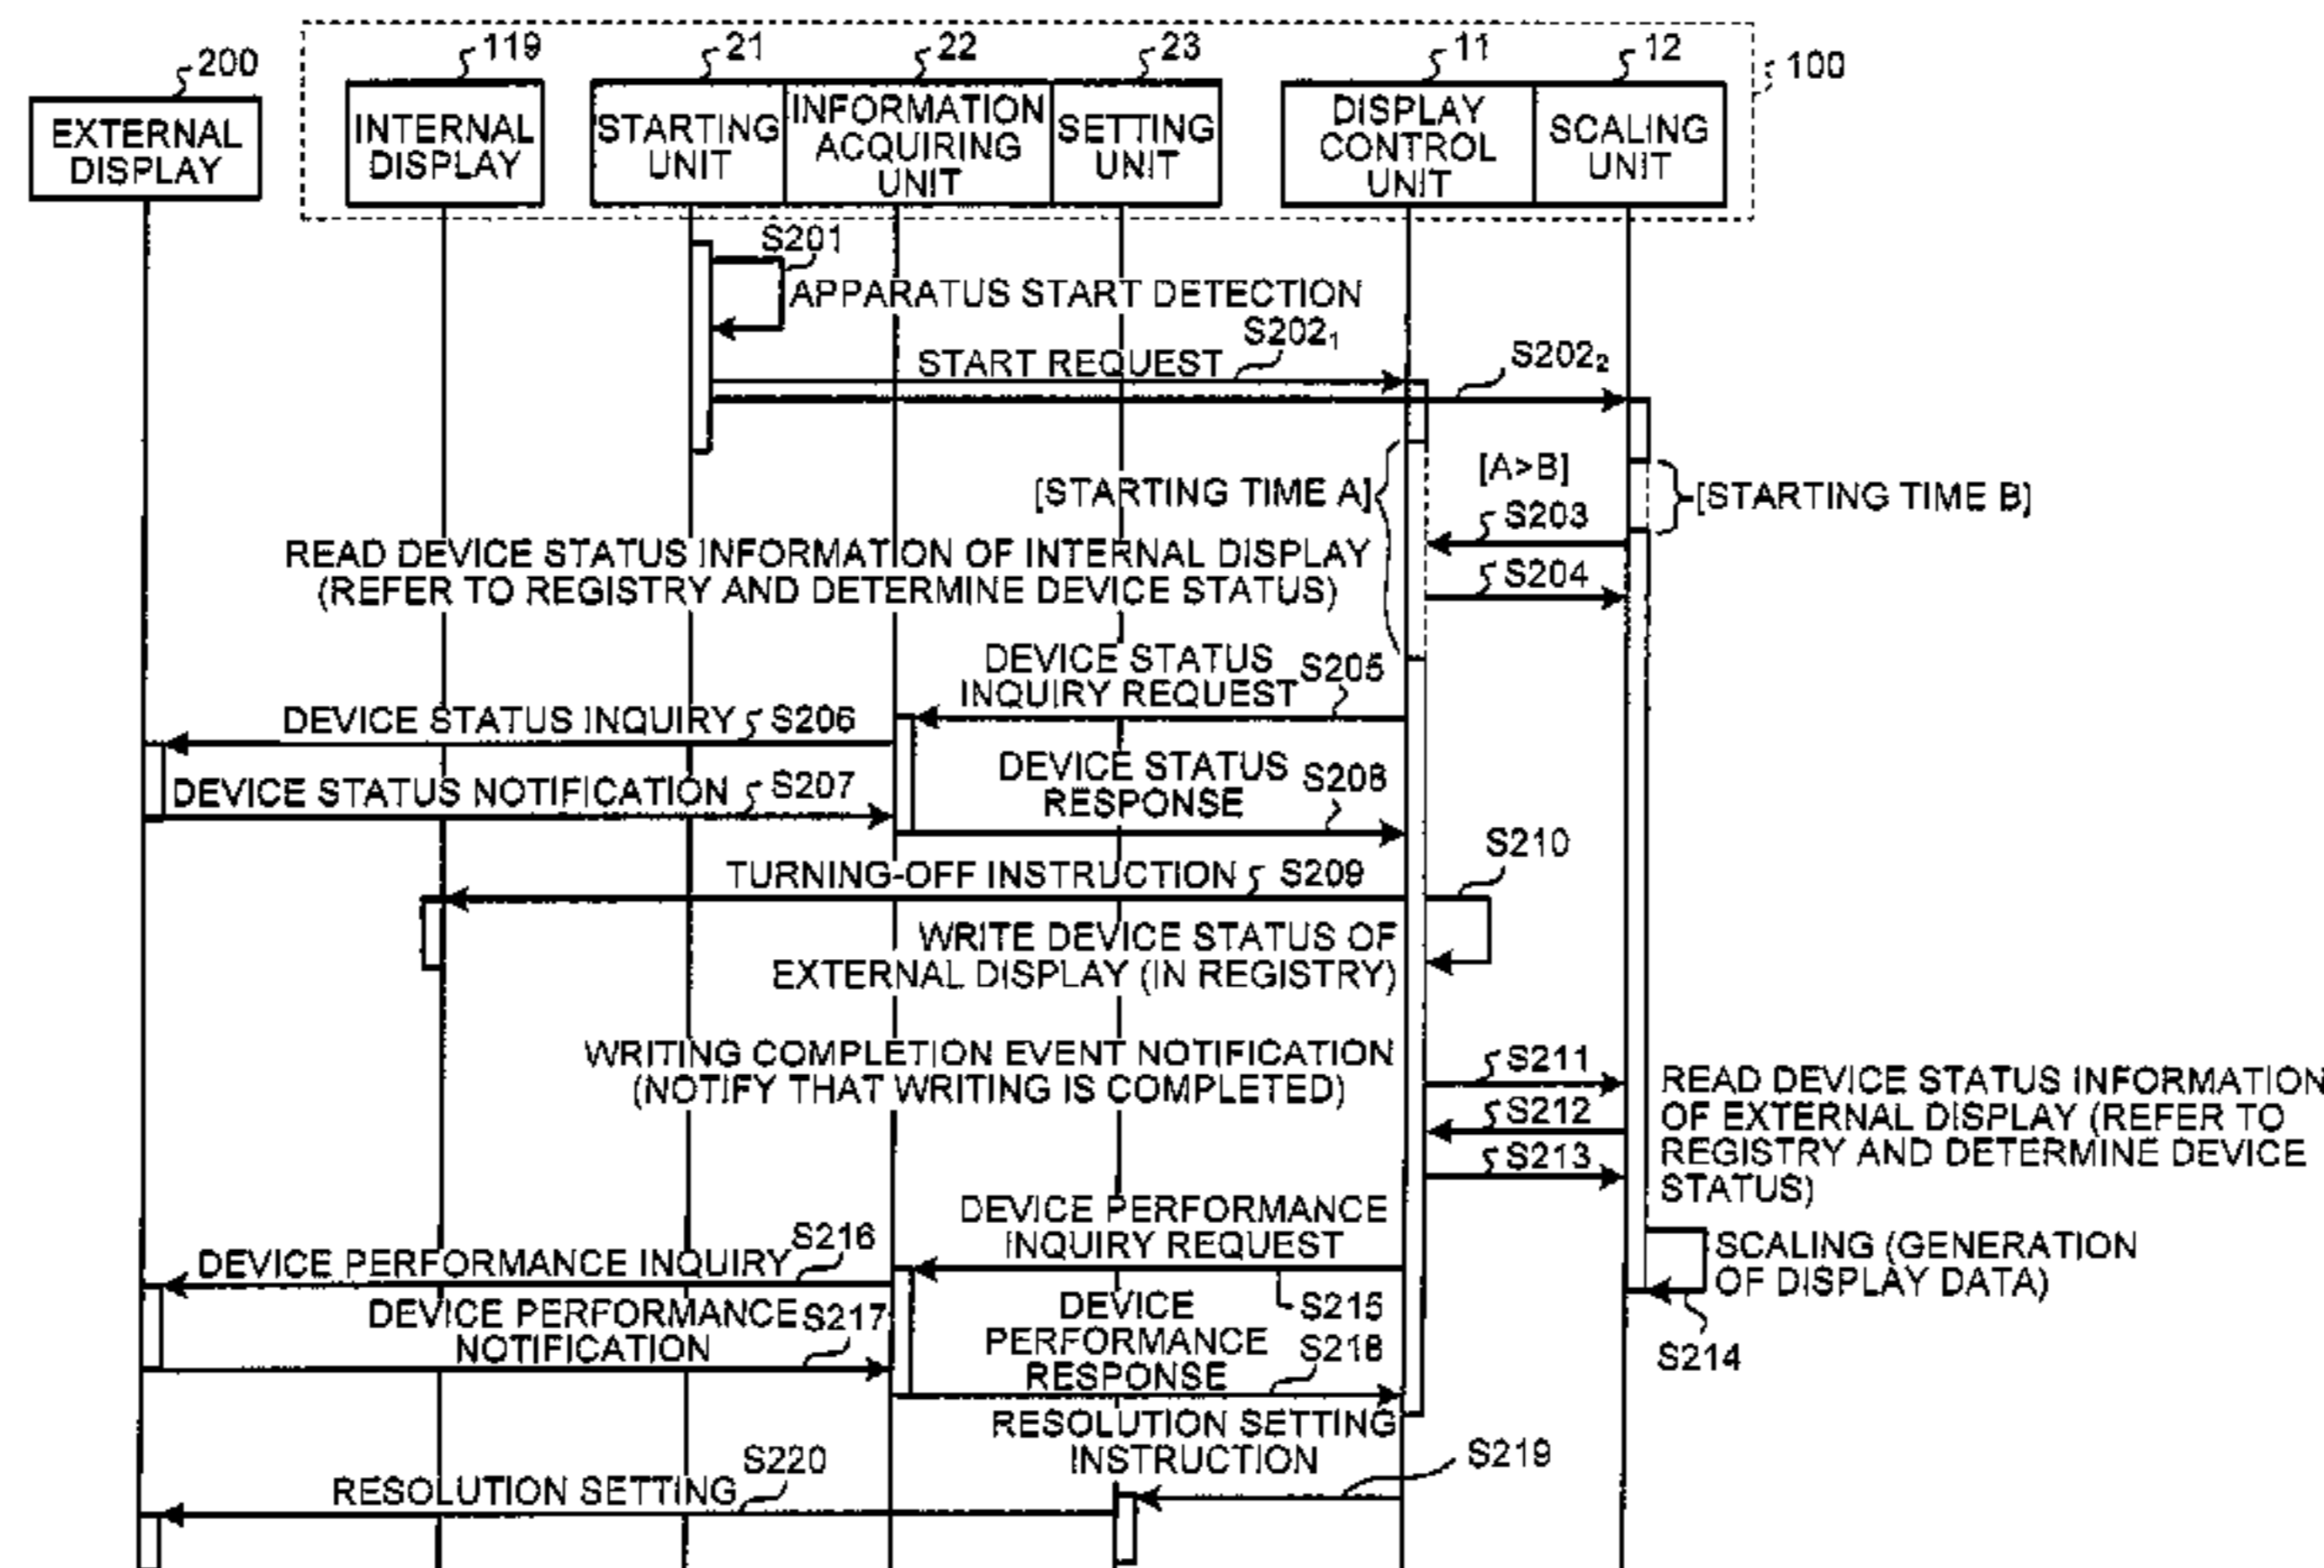 200
119
21
22
23
11
12
100
EXTERNAL
DISPLAY
INTERNAL
DISPLAY
STARTING
UNIT
INFORMATION
ACQUIRING
UNIT
SETTING
UNIT
DISPLAY
CONTROL
UNIT
SCALING
UNIT
S201
APPARATUS START DETECTION
START REQUEST
S202₁
S202₂
[STARTING TIME A]
[A>B]
[STARTING TIME B]
S203
READ DEVICE STATUS INFORMATION OF INTERNAL DISPLAY
(REFER TO REGISTRY AND DETERMINE DEVICE STATUS)
S204
DEVICE STATUS
INQUIRY REQUEST
S205
DEVICE STATUS INQUIRY
S206
DEVICE STATUS NOTIFICATION
S207
DEVICE STATUS
RESPONSE
S208
TURNING-OFF INSTRUCTION
S209
S210
WRITE DEVICE STATUS OF
EXTERNAL DISPLAY (IN REGISTRY)
WRITING COMPLETION EVENT NOTIFICATION
(NOTIFY THAT WRITING IS COMPLETED)
S211
S212
S213
READ DEVICE STATUS INFORMATION
OF EXTERNAL DISPLAY (REFER TO
REGISTRY AND DETERMINE DEVICE
STATUS)
DEVICE PERFORMANCE
INQUIRY REQUEST
S215
SCALING (GENERATION
OF DISPLAY DATA)
S214
DEVICE PERFORMANCE INQUIRY
S216
DEVICE PERFORMANCE
NOTIFICATION
S217
DEVICE
PERFORMANCE
RESPONSE
S218
RESOLUTION SETTING
INSTRUCTION
S219
RESOLUTION SETTING
S220